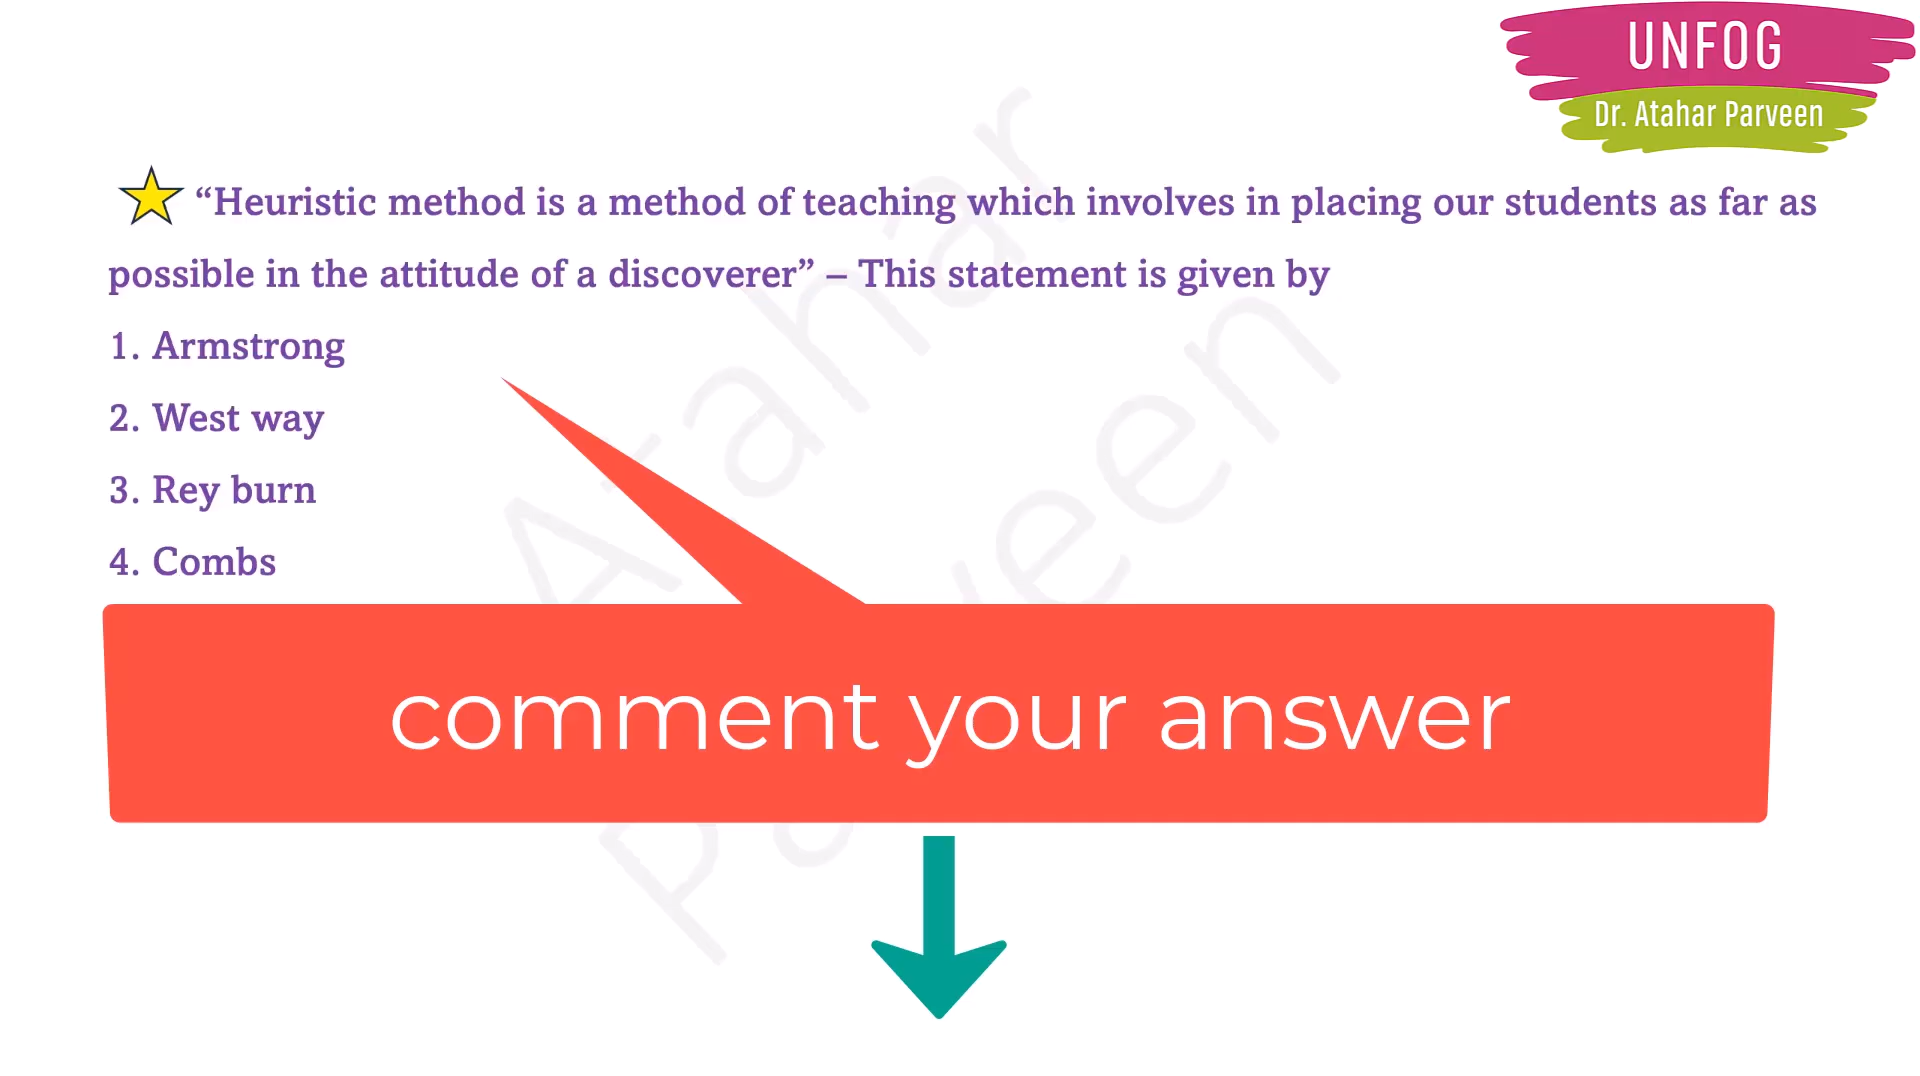 UNFOG
Dr. Atahar Parveen
“Heuristic method is a method of teaching which involves in placing our students as far as
possible in the attitude of a discoverer” – This statement is given by
1. Armstrong
2. West way
3. Rey burn
4. Combs
comment your answer
Atahar
Parveen